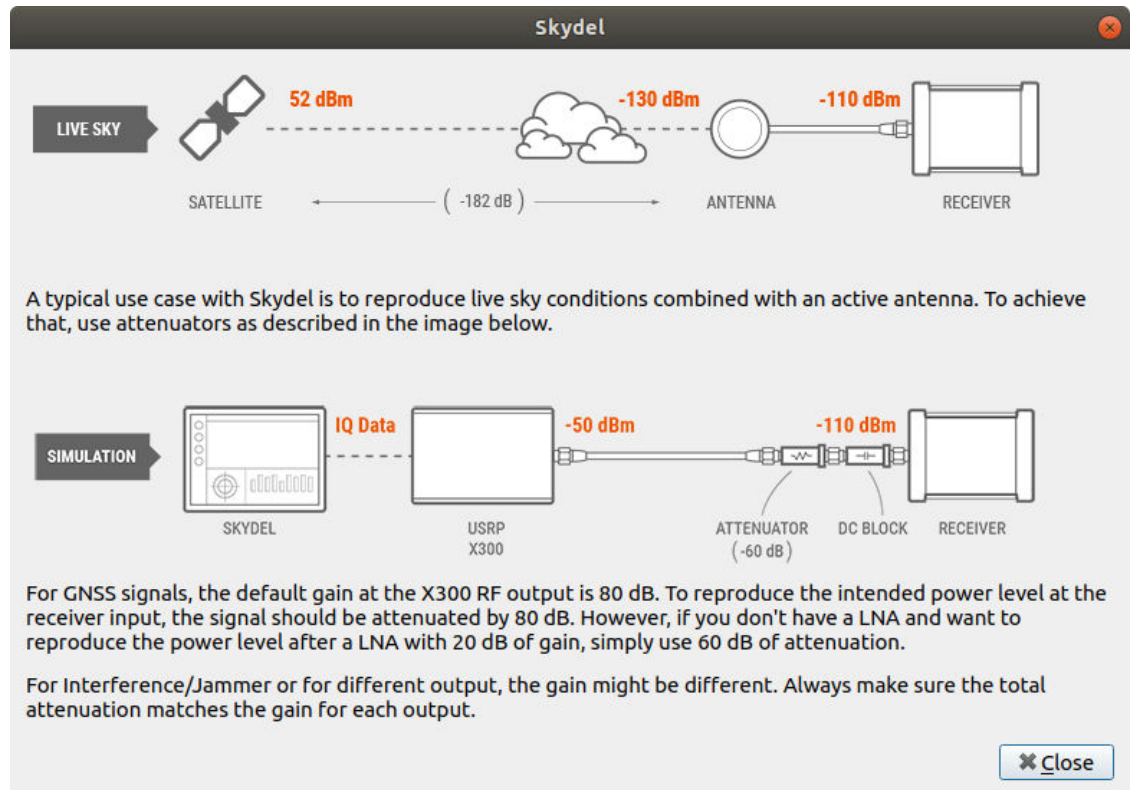 Skydel
LIVE SKY
52 dBm
-130 dBm
-110 dBm
SATELLITE
( -182 dB )
ANTENNA
RECEIVER
A typical use case with Skydel is to reproduce live sky conditions combined with an active antenna. To achieve
that, use attenuators as described in the image below.
SIMULATION
IQ Data
-50 dBm
-110 dBm
SKYDEL
USRP
X300
ATTENUATOR
( -60 dB )
DC BLOCK
RECEIVER
For GNSS signals, the default gain at the X300 RF output is 80 dB. To reproduce the intended power level at the
receiver input, the signal should be attenuated by 80 dB. However, if you don't have a LNA and want to
reproduce the power level after a LNA with 20 dB of gain, simply use 60 dB of attenuation.
For Interference/Jammer or for different output, the gain might be different. Always make sure the total
attenuation matches the gain for each output.
Close